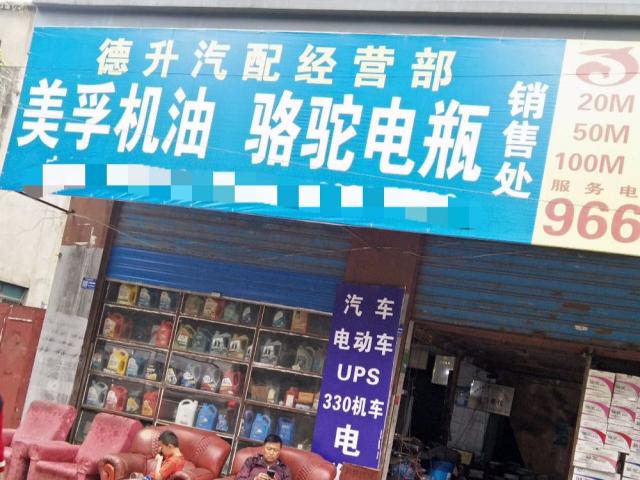 德升汽配经营部
美孚机油 骆驼电瓶
销售处
20M
50M
100M
服务电
966
汽车
电动车
UPS
330机车
电